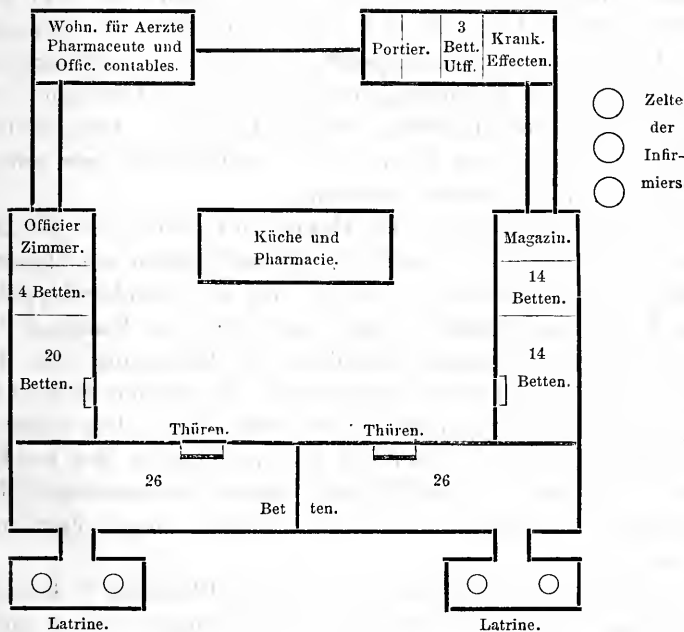 Wohn. für Aerzte
Pharmaceute und
Offic. contables.
Portier.
3
Bett.
Utff.
Krank.
Effecten.
Zelte
der
Infir-
miers
Officier
Zimmer.
4 Betten.
20
Betten.
Küche und
Pharmacie.
Magazin.
14
Betten.
14
Betten.
Thüren.
Thüren.
26
26
Bet ten.
Latrine.
Latrine.